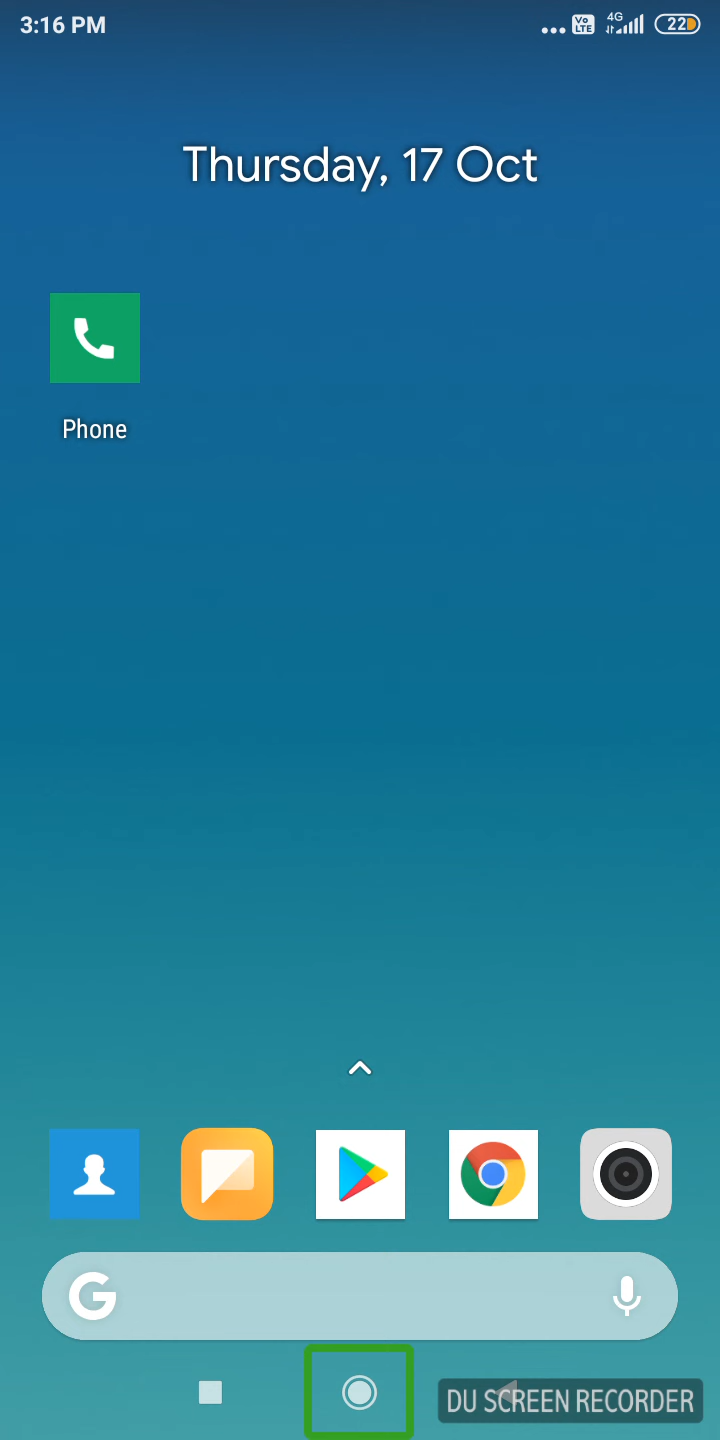 3:16 PM
Vo LTE 4G 22
Thursday, 17 Oct
Phone
G
DU SCREEN RECORDER